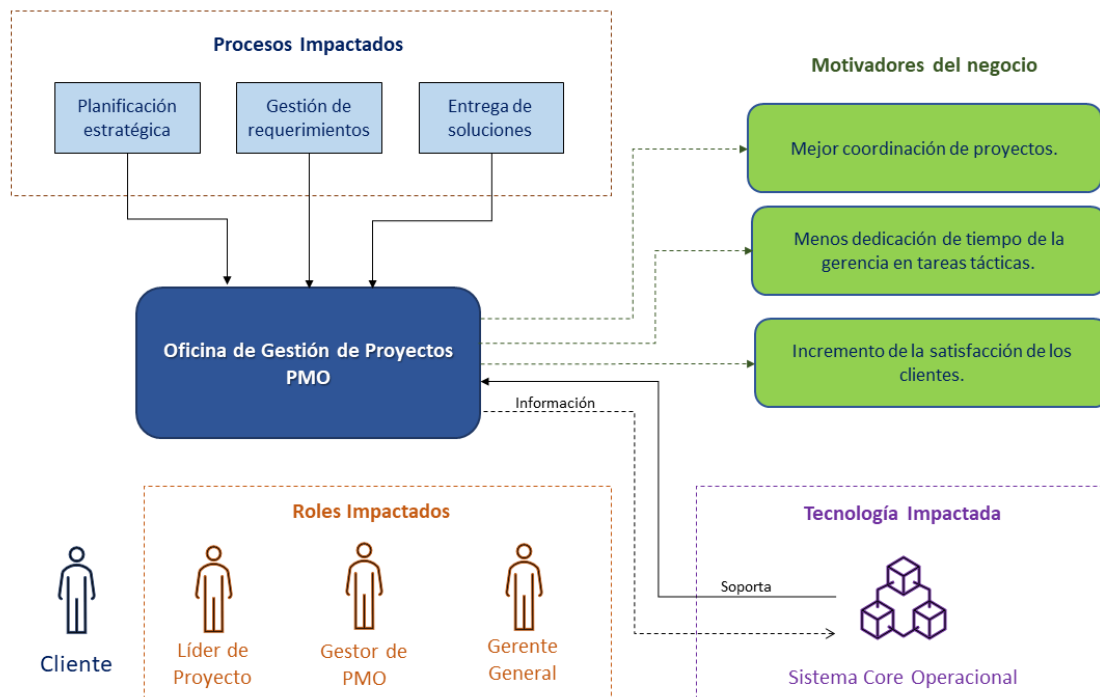 Procesos Impactados
Planificación
estratégica
Gestión de
requerimientos
Entrega de
soluciones
Motivadores del negocio
Mejor coordinación de proyectos.
Menos dedicación de tiempo de la
gerencia en tareas tácticas.
Incremento de la satisfacción de los
clientes.
Oficina de Gestión de Proyectos
PMO
Información
Roles Impactados
Cliente
Líder de
Proyecto
Gestor de
PMO
Gerente
General
Tecnología Impactada
Soporta
Sistema Core Operacional